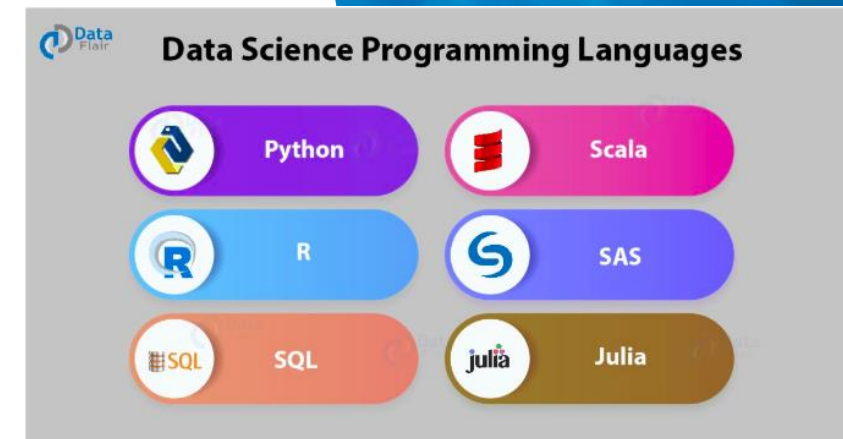 Data
Flair
Data Science Programming Languages
Python
Scala
R
R
SAS
SQL
SQL
julia
Julia